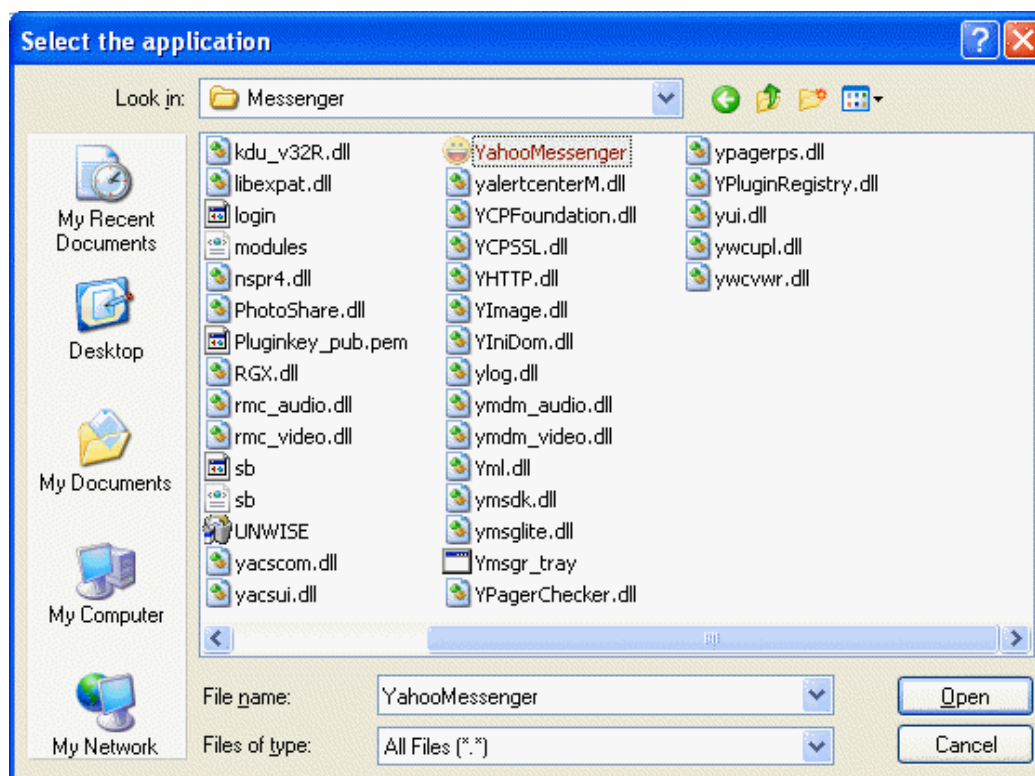 Select the application
Look in:
Messenger
My Recent
Documents
Desktop
My Documents
My Computer
My Network
kdu_v32R.dll
libexpat.dll
login
modules
nspr4.dll
PhotoShare.dll
Pluginkey_pub.pem
RGX.dll
rmc_audio.dll
rmc_video.dll
sb
sb
UNWISE
yacscom.dll
yacsui.dll
YahooMessenger
yalertcenterM.dll
YCPFoundation.dll
YCPSSL.dll
YHTTP.dll
YImage.dll
YIniDom.dll
ylog.dll
ymdm_audio.dll
ymdm_video.dll
Yml.dll
ymsdk.dll
ymsglite.dll
Ymsgr_tray
YPagerChecker.dll
ypagerps.dll
YPluginRegistry.dll
yui.dll
ywcupl.dll
ywcvwr.dll
File name:
YahooMessenger
Open
Files of type:
All Files (*.*)
Cancel